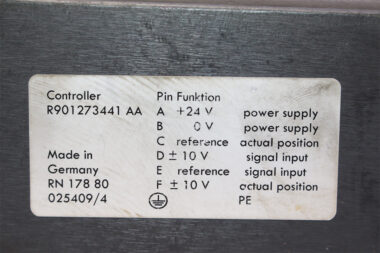 Controller Pin Funktion
R901273441 AA A +24 V power supply
B 0 V power supply
C reference actual position
Made in D ± 10 V signal input
Germany E reference signal input
RN 178 80 F ± 10 V actual position
025409/4 PE